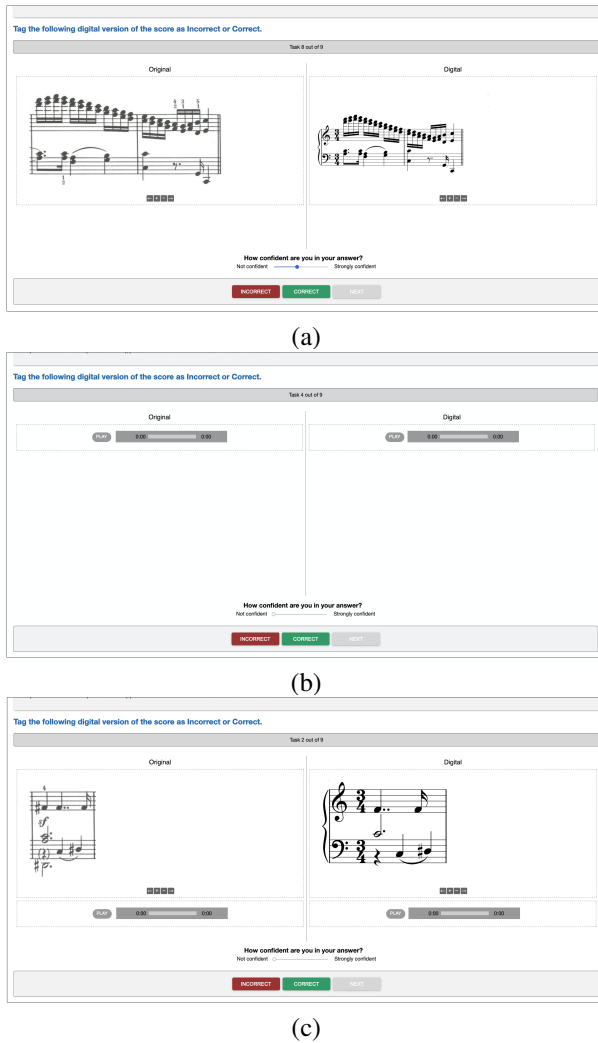 Tag the following digital version of the score as Incorrect or Correct.
Task 8 out of 9
Original
Digital
How confident are you in your answer?
Not confident Strongly confident
INCORRECT CORRECT NEXT
(a)
Tag the following digital version of the score as Incorrect or Correct.
Task 4 out of 9
Original
Digital
PLAY 0:00 0:00
PLAY 0:00 0:00
How confident are you in your answer?
Not confident Strongly confident
INCORRECT CORRECT NEXT
(b)
Tag the following digital version of the score as Incorrect or Correct.
Task 2 out of 9
Original
Digital
4
sf
3 4
3 4
PLAY 0:00 0:00
PLAY 0:00 0:00
How confident are you in your answer?
Not confident Strongly confident
INCORRECT CORRECT NEXT
(c)